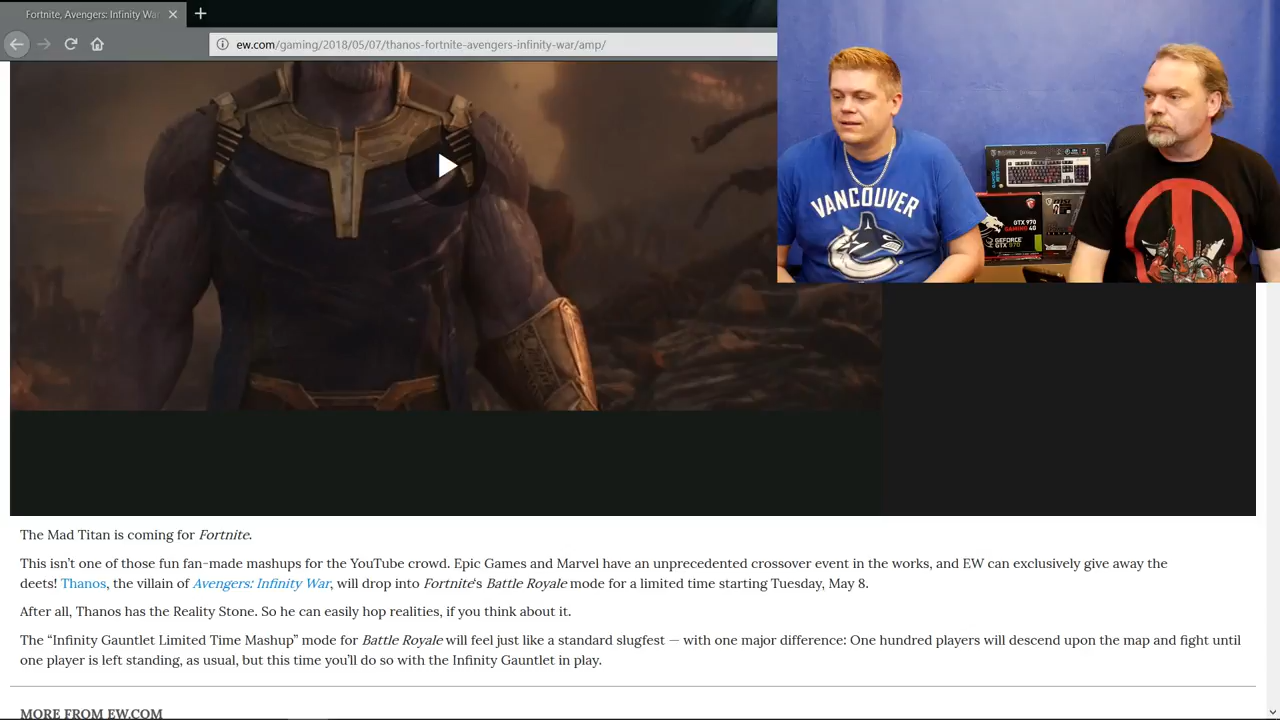 Fortnite, Avengers: Infinity War
ew.com/gaming/2018/05/07/thanos-fortnite-avengers-infinity-war/amp/
VANCOUVER
GTX 970
GAMING 4G
GEFORCE
GTX 970
The Mad Titan is coming for Fortnite.
This isn’t one of those fun fan-made mashups for the YouTube crowd. Epic Games and Marvel have an unprecedented crossover event in the works, and EW can exclusively give away the
deets! Thanos, the villain of Avengers: Infinity War, will drop into Fortnite’s Battle Royale mode for a limited time starting Tuesday, May 8.
After all, Thanos has the Reality Stone. So he can easily hop realities, if you think about it.
The “Infinity Gauntlet Limited Time Mashup” mode for Battle Royale will feel just like a standard slugfest — with one major difference: One hundred players will descend upon the map and fight until
one player is left standing, as usual, but this time you’ll do so with the Infinity Gauntlet in play.
MORE FROM EW.COM